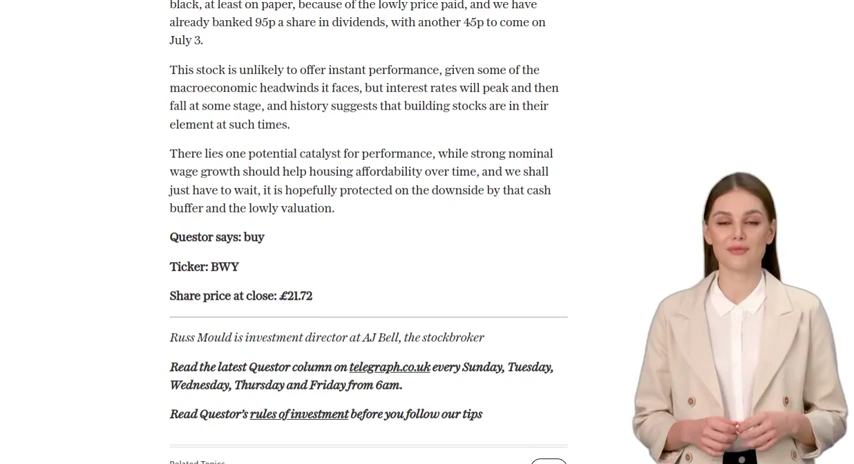 black, at least on paper, because of the lowly price paid, and we have
already banked 95p a share in dividends, with another 45p to come on
July 3.
This stock is unlikely to offer instant performance, given some of the
macroeconomic headwinds it faces, but interest rates will peak and then
fall at some stage, and history suggests that building stocks are in their
element at such times.
There lies one potential catalyst for performance, while strong nominal
wage growth should help housing affordability over time, and we shall
just have to wait, it is hopefully protected on the downside by that cash
buffer and the lowly valuation.
Questor says: buy
Ticker: BWY
Share price at close: £21.72
Russ Mould is investment director at AJ Bell, the stockbroker
Read the latest Questor column on telegraph.co.uk every Sunday, Tuesday,
Wednesday, Thursday and Friday from 6am.
Read Questor's rules of investment before you follow our tips
Related Topics